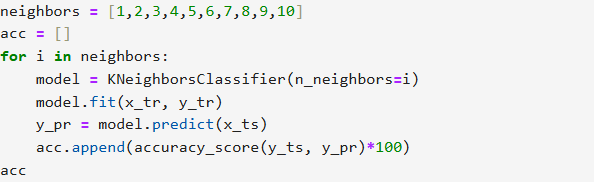 neighbors = [1,2,3,4,5,6,7,8,9,10]
acc = []
for i in neighbors:
    model = KNeighborsClassifier(n_neighbors=i)
    model.fit(x_tr, y_tr)
    y_pr = model.predict(x_ts)
    acc.append(accuracy_score(y_ts, y_pr)*100)
acc